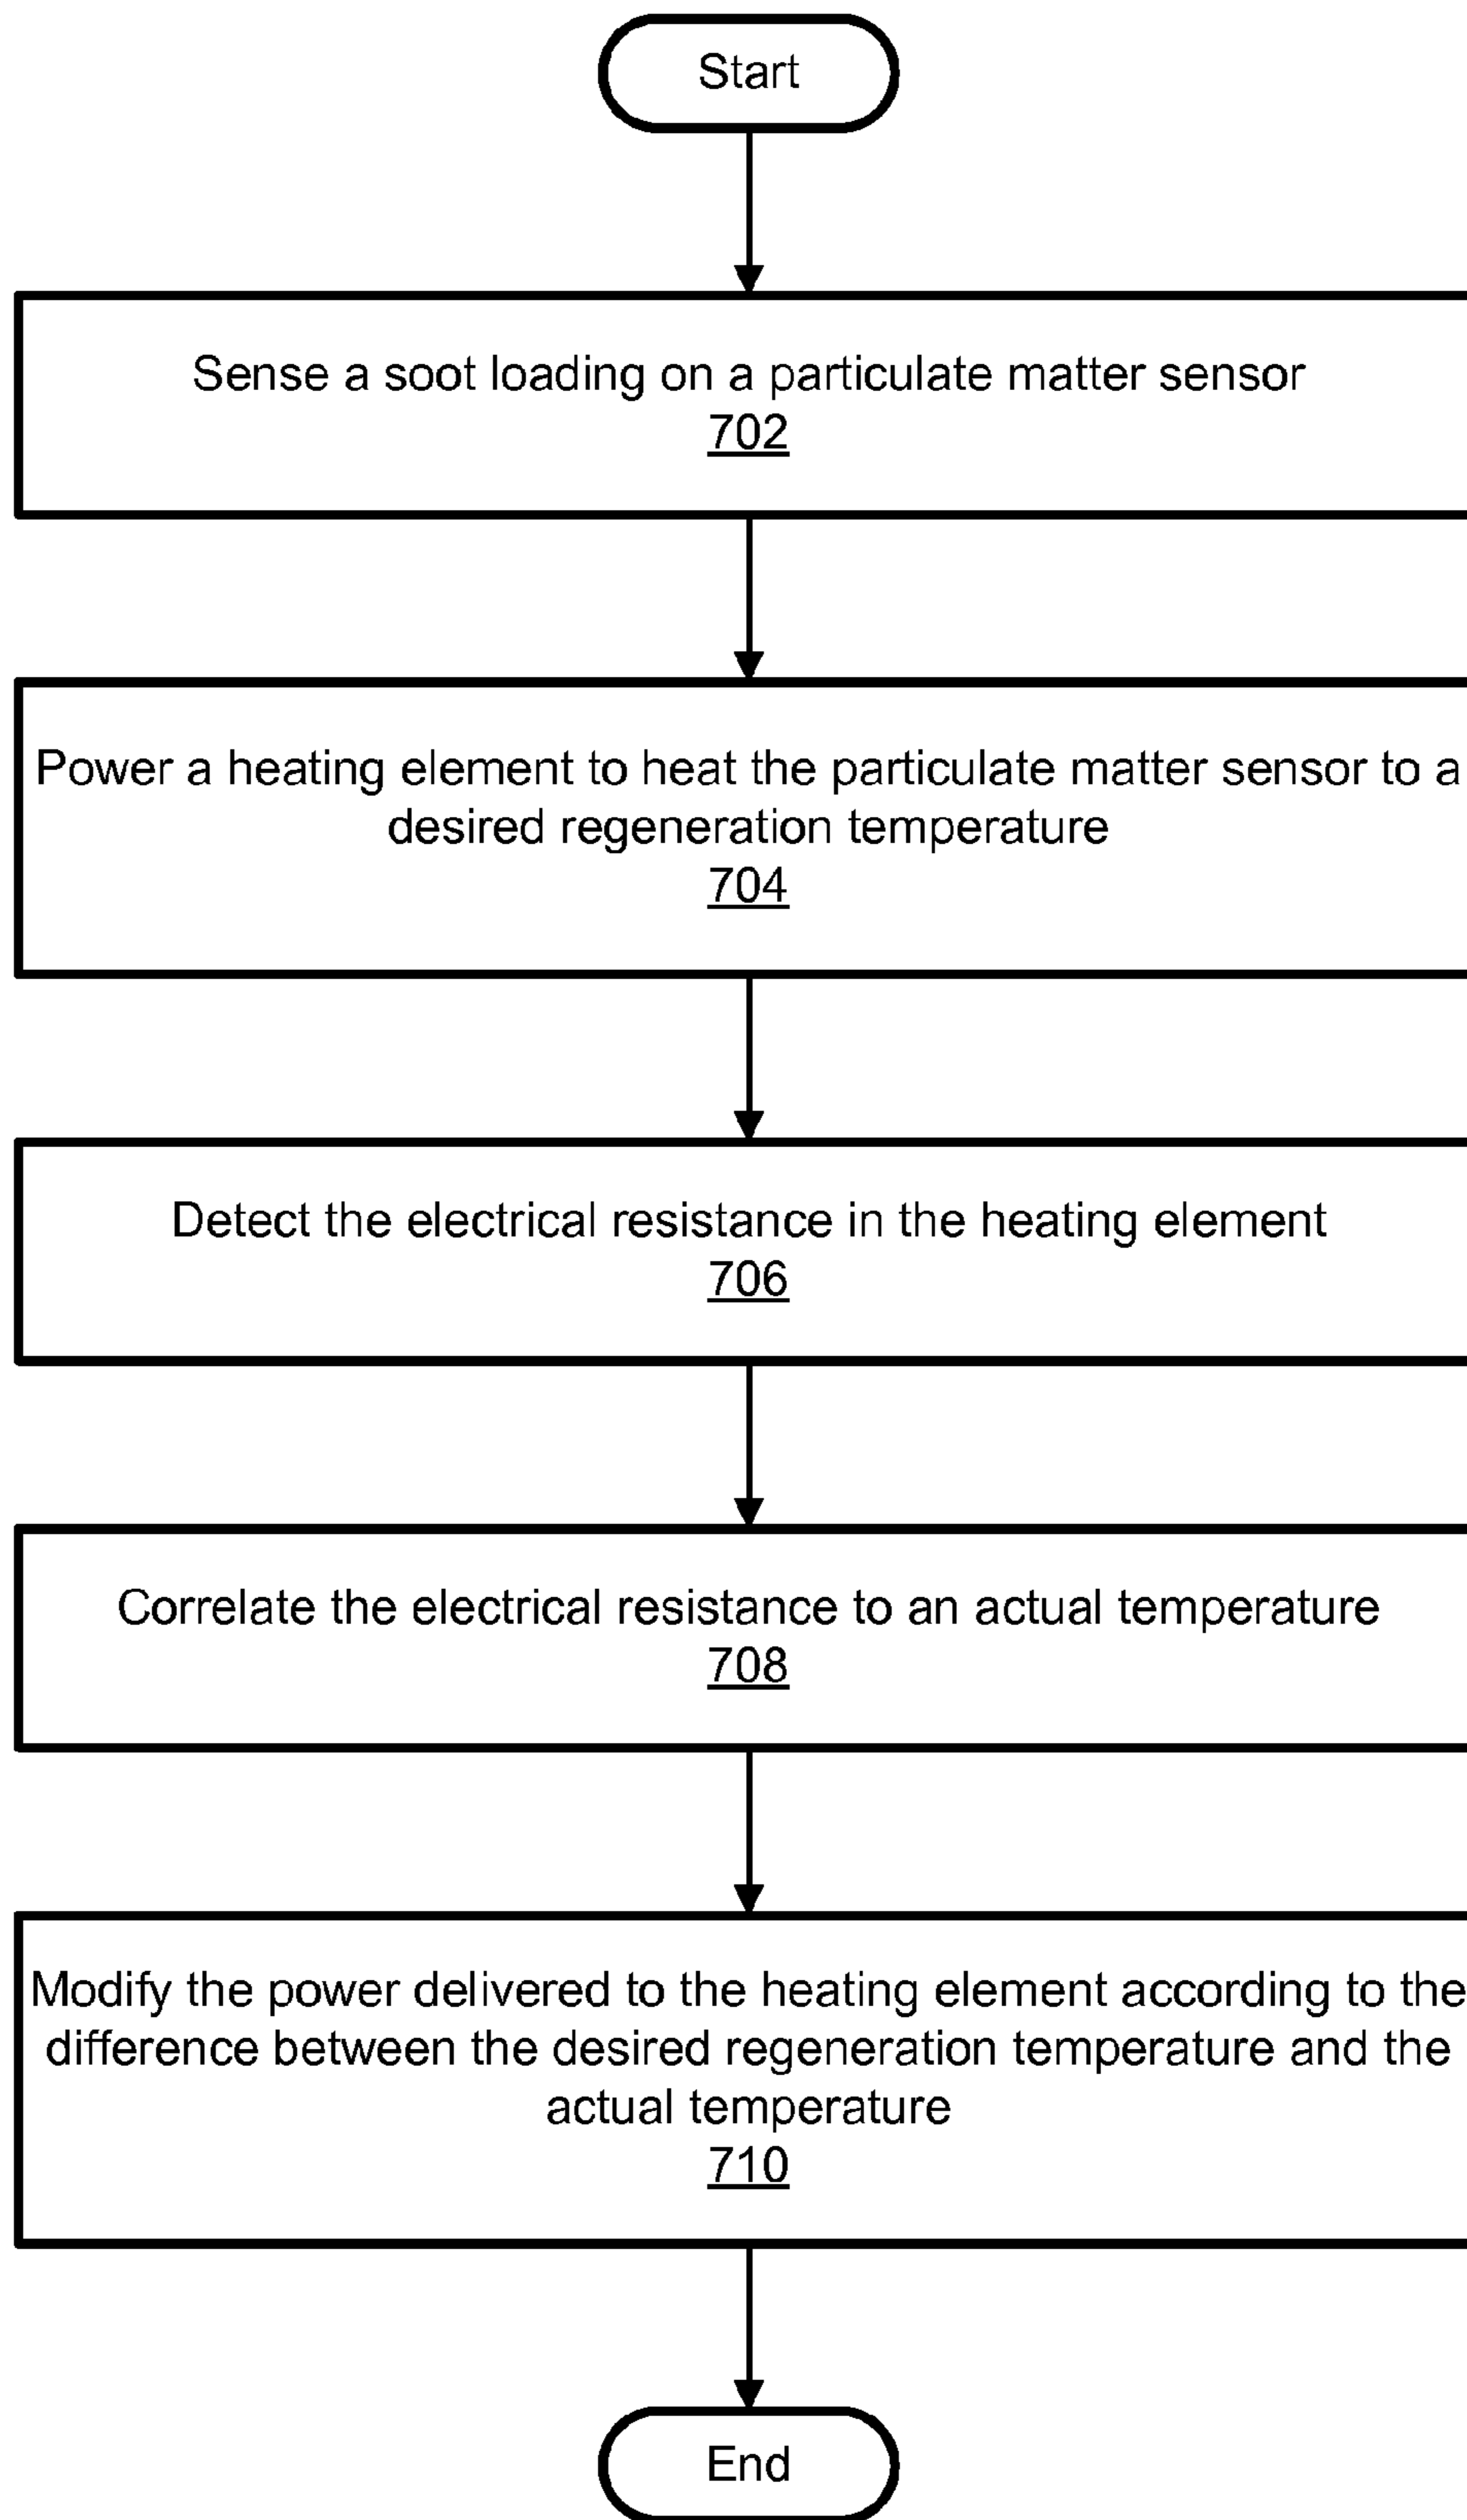 Start
Sense a soot loading on a particulate matter sensor
702
Power a heating element to heat the particulate matter sensor to a
desired regeneration temperature
704
Detect the electrical resistance in the heating element
706
Correlate the electrical resistance to an actual temperature
708
Modify the power delivered to the heating element according to the
difference between the desired regeneration temperature and the
actual temperature
710
End